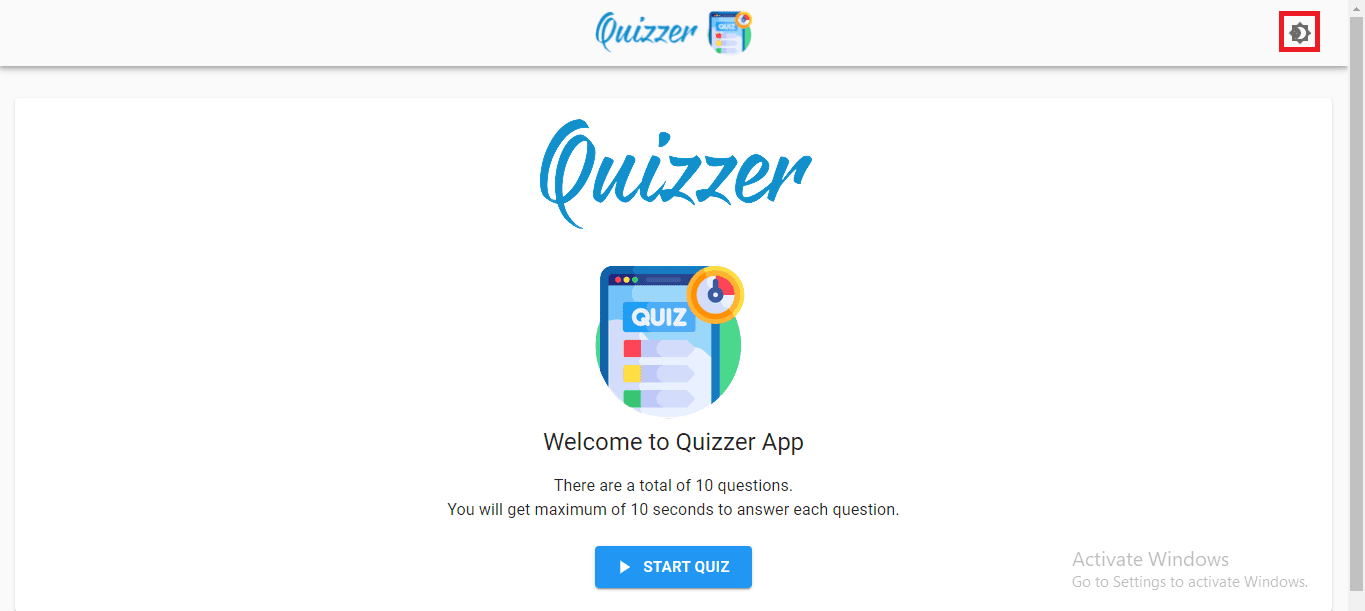 Quizzer
QUIZ
Quizzer
QUIZ
Welcome to Quizzer App
There are a total of 10 questions.
You will get maximum of 10 seconds to answer each question.
START QUIZ
Activate Windows
Go to Settings to activate Windows.